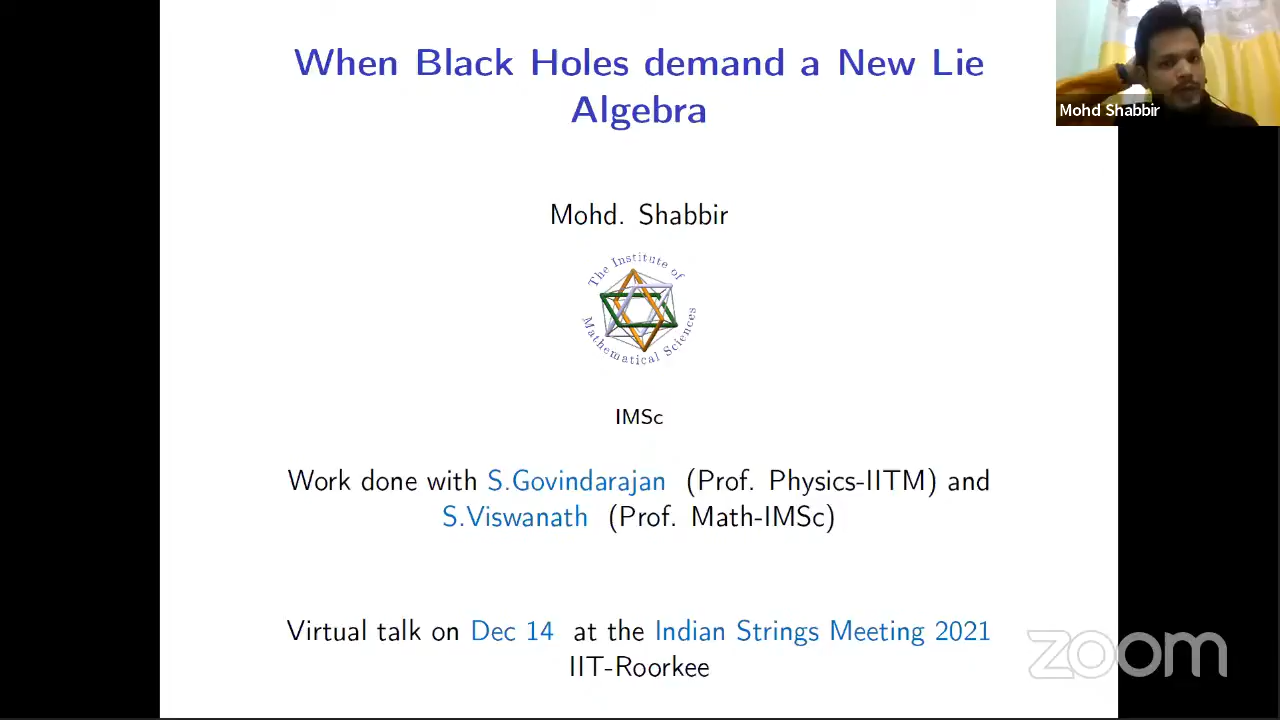 When Black Holes demand a New Lie
Algebra
Mohd Shabbir
Mohd. Shabbir
The Institute of
Mathematical Sciences
IMSc
Work done with S.Govindarajan (Prof. Physics-IITM) and
S.Viswanath (Prof. Math-IMSc)
Virtual talk on Dec 14 at the Indian Strings Meeting 2021
IIT-Roorkee
zoom